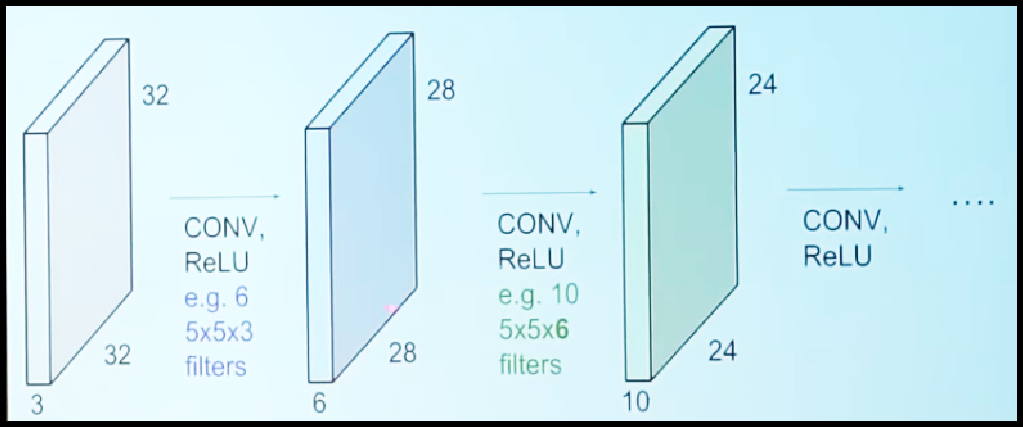 32
32
3
CONV,
ReLU
e.g. 6
5x5x3
filters
28
28
6
CONV,
ReLU
e.g. 10
5x5x6
filters
24
24
10
CONV,
ReLU
....